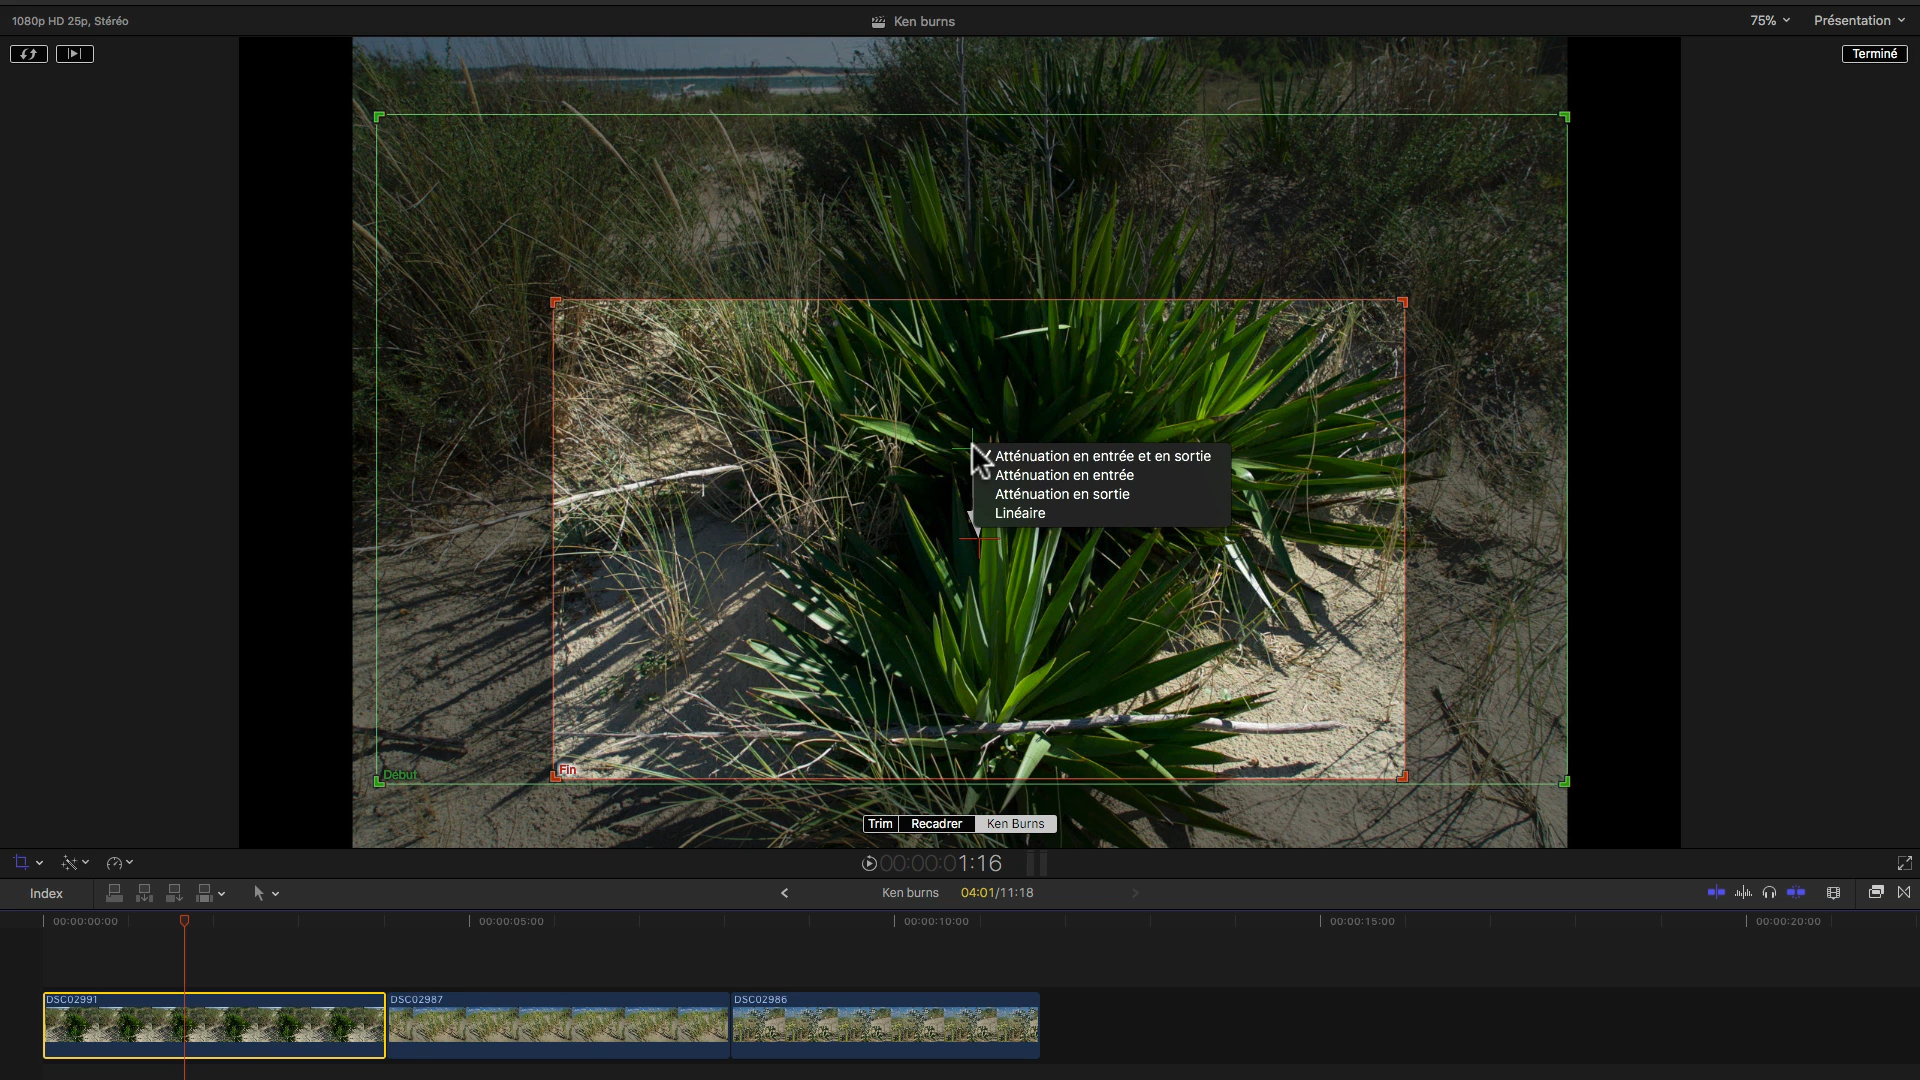 1080p HD 25p, Stéréo
Ken burns
75%
Présentation
Terminé
Atténuation en entrée et en sortie
Atténuation en entrée
Atténuation en sortie
Linéaire
Début
Fin
Trim
Recadrer
Ken Burns
00:00:01:16
Index
Ken burns
04:01/11:18
00:00:00:00
00:00:05:00
00:00:10:00
00:00:15:00
00:00:20:00
DSC02991
DSC02987
DSC02986